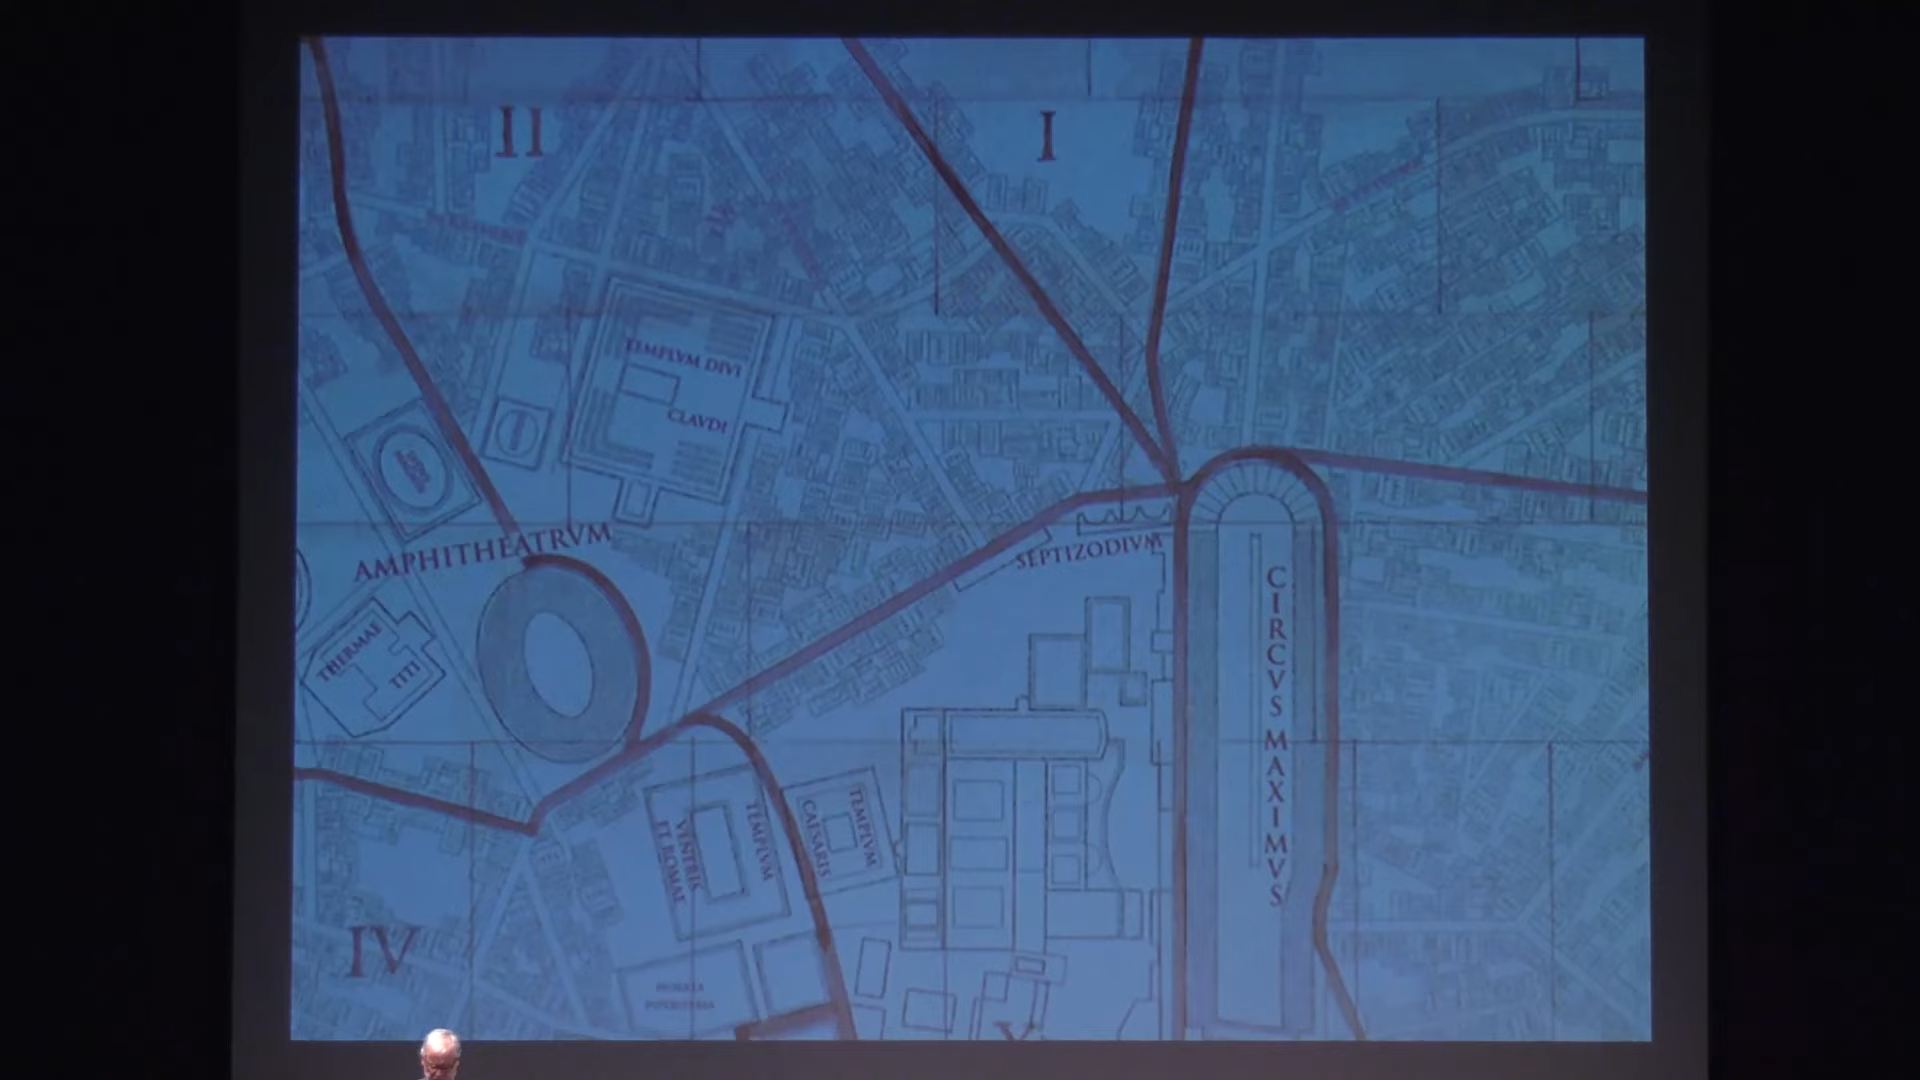 II
I
TEMPLVM DIVI
CLAVDI
AMPHITHEATRVM
SEPTIZODIVM
THERMAE
TITI
CIRCVS MAXIMVS
TEMPLVM
VENERIS
ET ROMAE
TEMPLVM
CAESARIS
IV